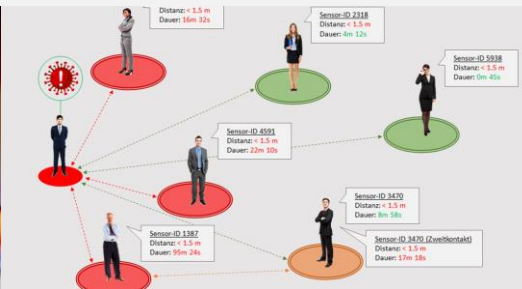 Distanz: < 1.5 m
Dauer: 16m 32s
Sensor-ID 2318
Distanz: < 1.5 m
Dauer: 4m 12s
Sensor-ID 5938
Distanz: < 1.5 m
Dauer: 0m 45s
Sensor-ID 4591
Distanz: < 1.5 m
Dauer: 22m 10s
Sensor-ID 3470
Distanz: < 1.5 m
Dauer: 8m 58s
Sensor-ID 1387
Distanz: < 1.5 m
Dauer: 95m 24s
Sensor-ID 3470 (Zweitkontakt)
Distanz: < 1.5 m
Dauer: 17m 18s